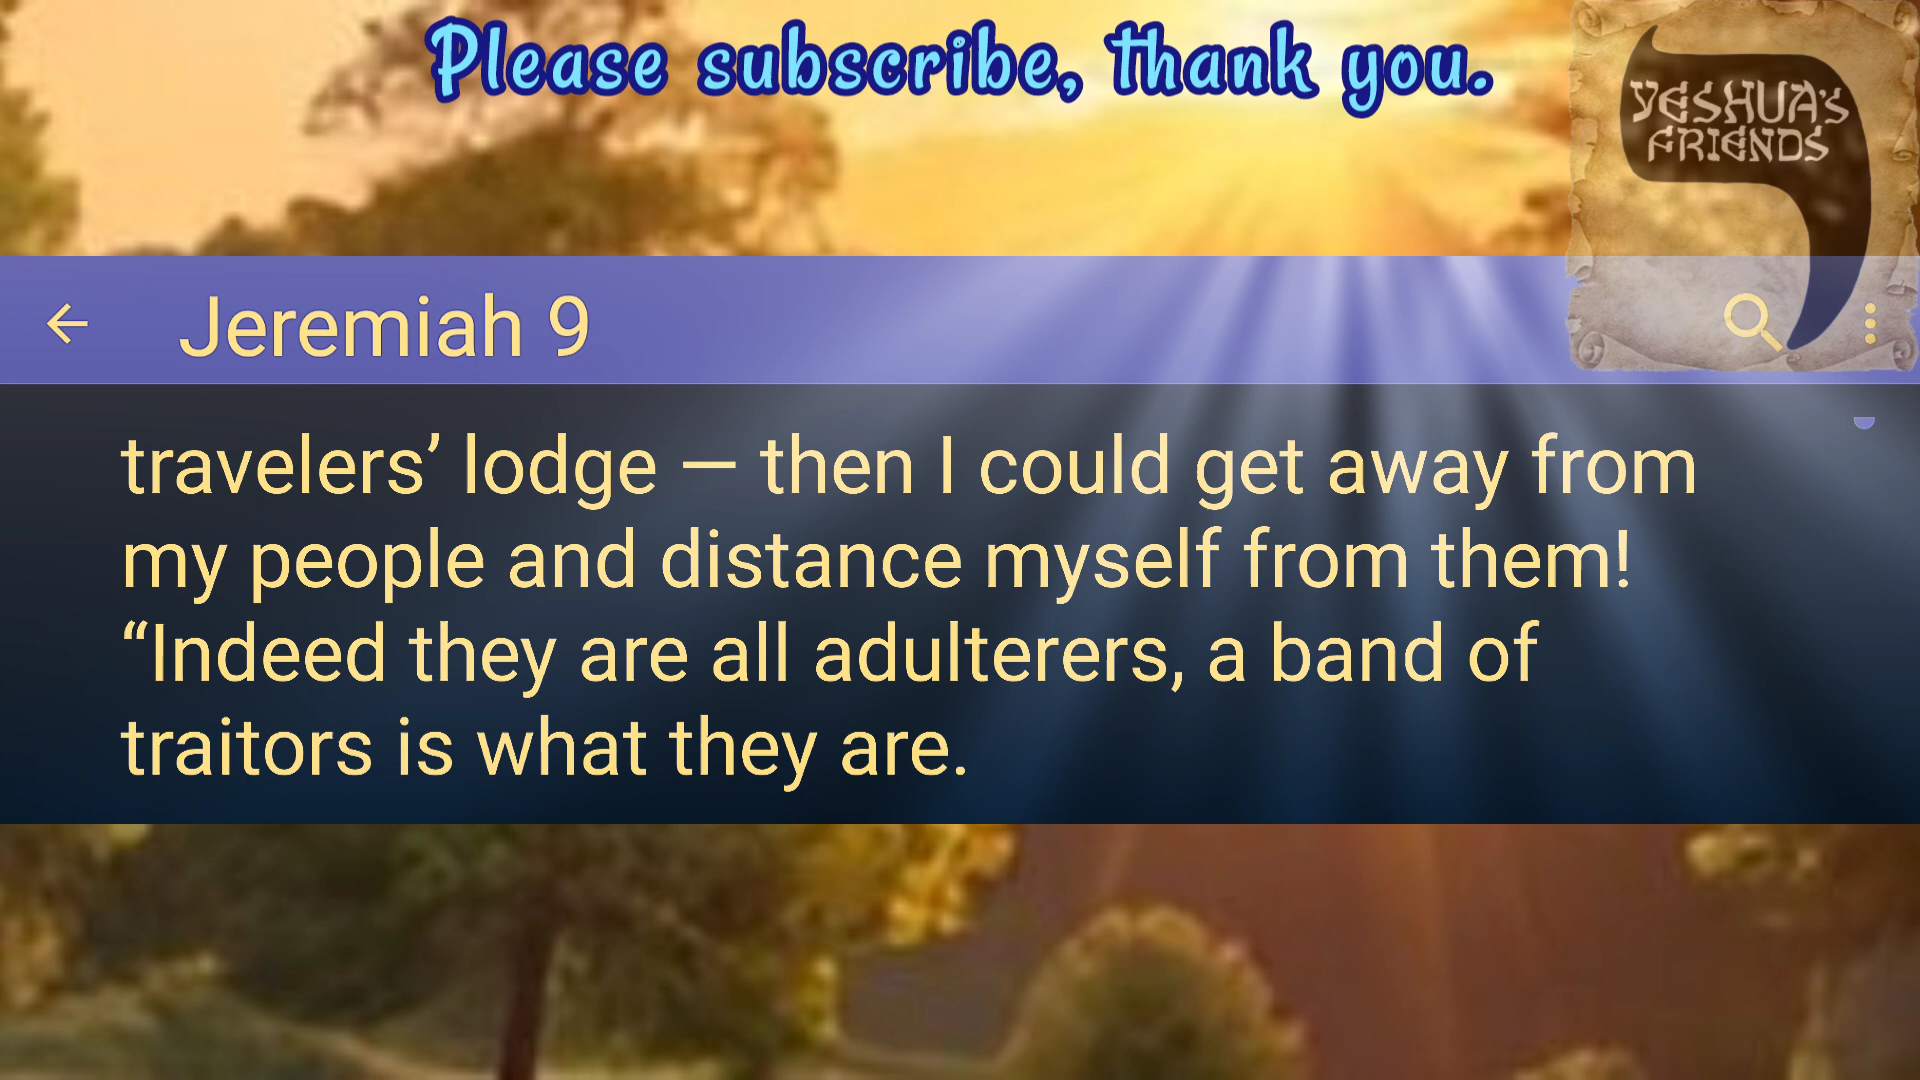 Please subscribe, thank you.
YESHUA'S
FRIENDS
Jeremiah 9
travelers’ lodge — then I could get away from
my people and distance myself from them!
“Indeed they are all adulterers, a band of
traitors is what they are.